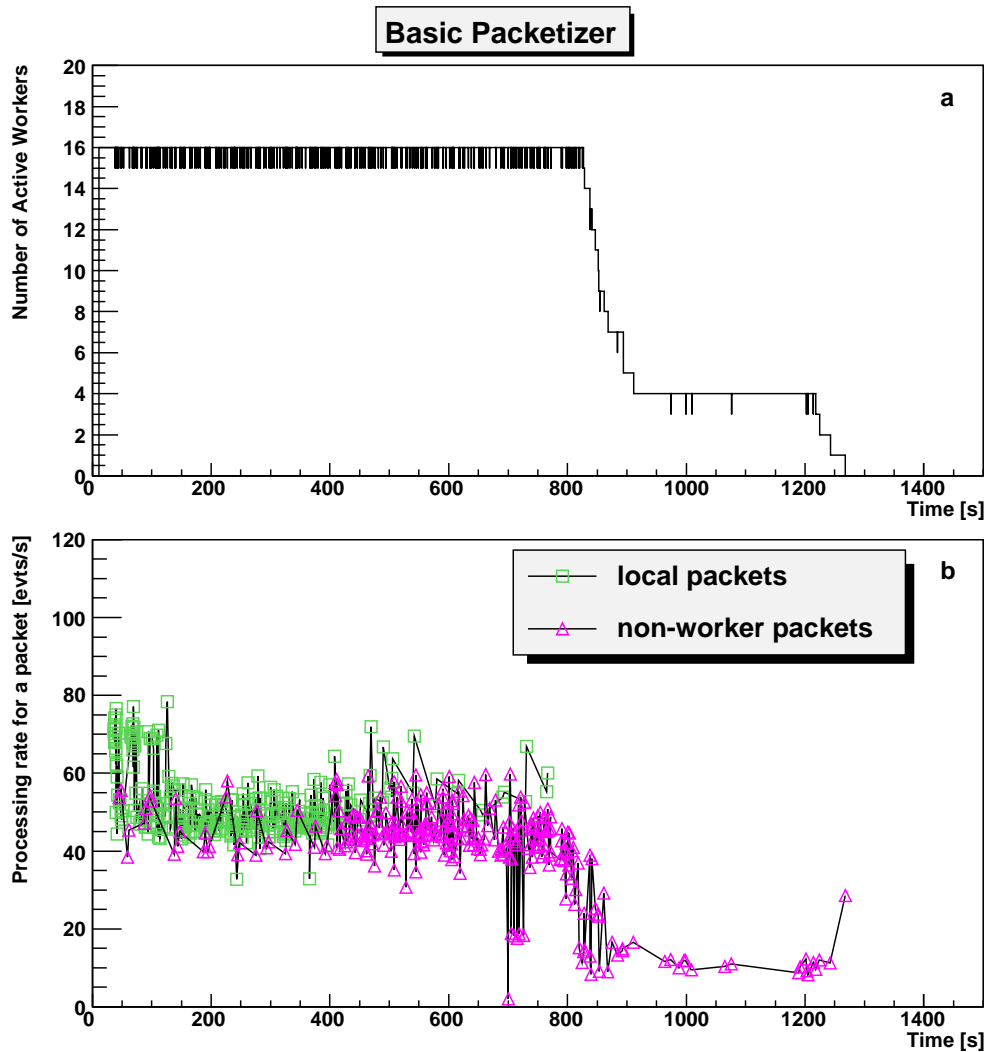 Basic Packetizer
a
Number of Active Workers
20
18
16
14
12
10
8
6
4
2
0
0 200 400 600 800 1000 1200 1400
Time [s]
b
Processing rate for a packet [evts/s]
120
100
80
60
40
20
0
local packets
non-worker packets
0 200 400 600 800 1000 1200 1400
Time [s]